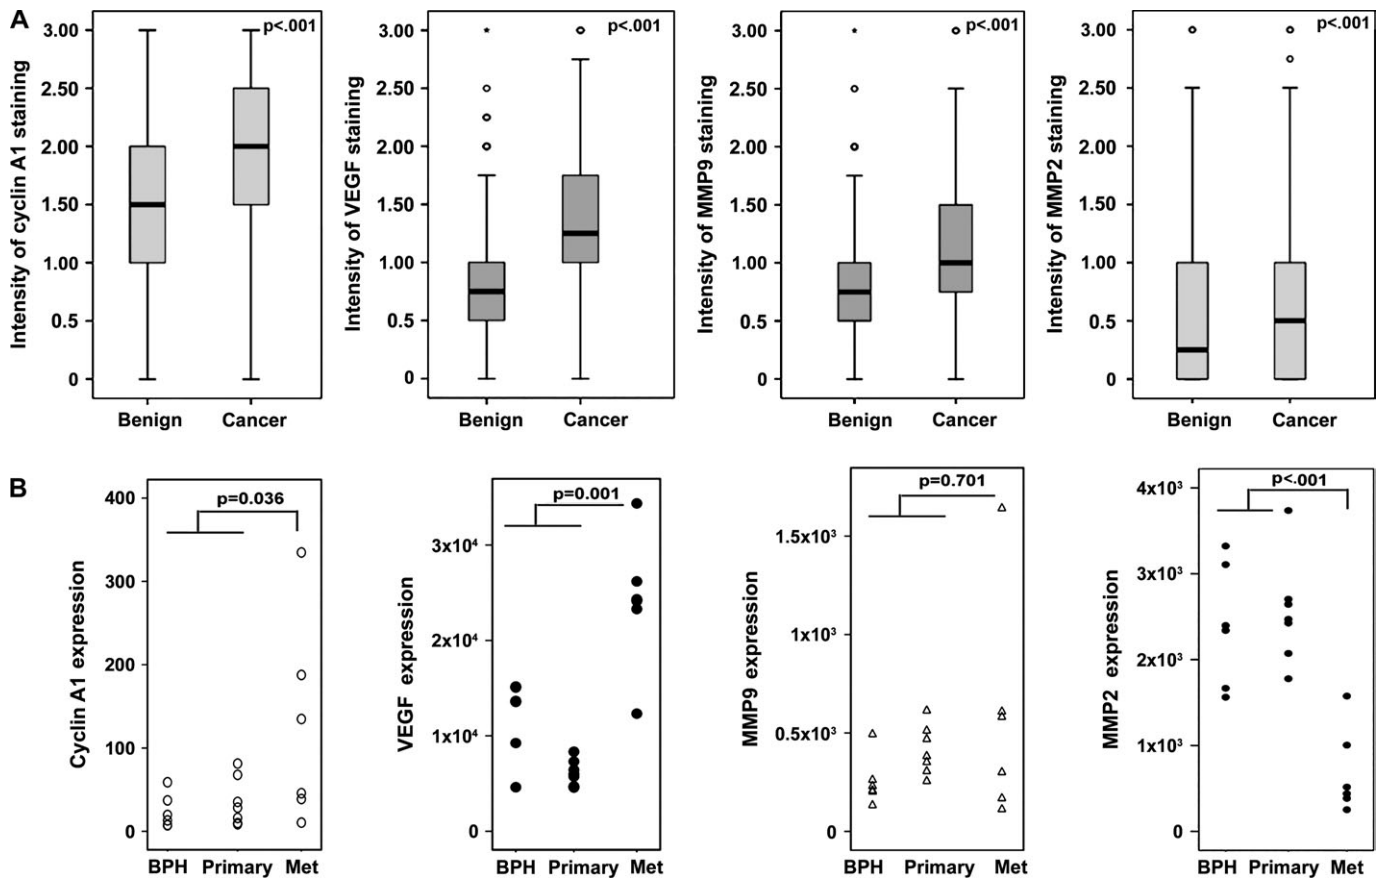 A
Intensity of cyclin A1 staining
3.00
2.50
2.00
1.50
1.00
0.5
0
p<.001
Benign
Cancer
Intensity of VEGF staining
3.00
2.50
2.00
1.50
1.00
0.5
0
p<.001
Benign
Cancer
Intensity of MMP9 staining
3.00
2.50
2.00
1.50
1.00
0.5
0
p<.001
Benign
Cancer
Intensity of MMP2 staining
3.00
2.50
2.00
1.50
1.00
0.5
0
p<.001
Benign
Cancer
B
Cyclin A1 expression
400
300
200
100
0
p=0.036
BPH
Primary
Met
VEGF expression
3x10⁴
2x10⁴
1x10⁴
0
p=0.001
BPH
Primary
Met
MMP9 expression
1.5x10³
1x10³
0.5x10³
0
p=0.701
BPH
Primary
Met
MMP2 expression
4x10³
3x10³
2x10³
1x10³
0
p<.001
BPH
Primary
Met